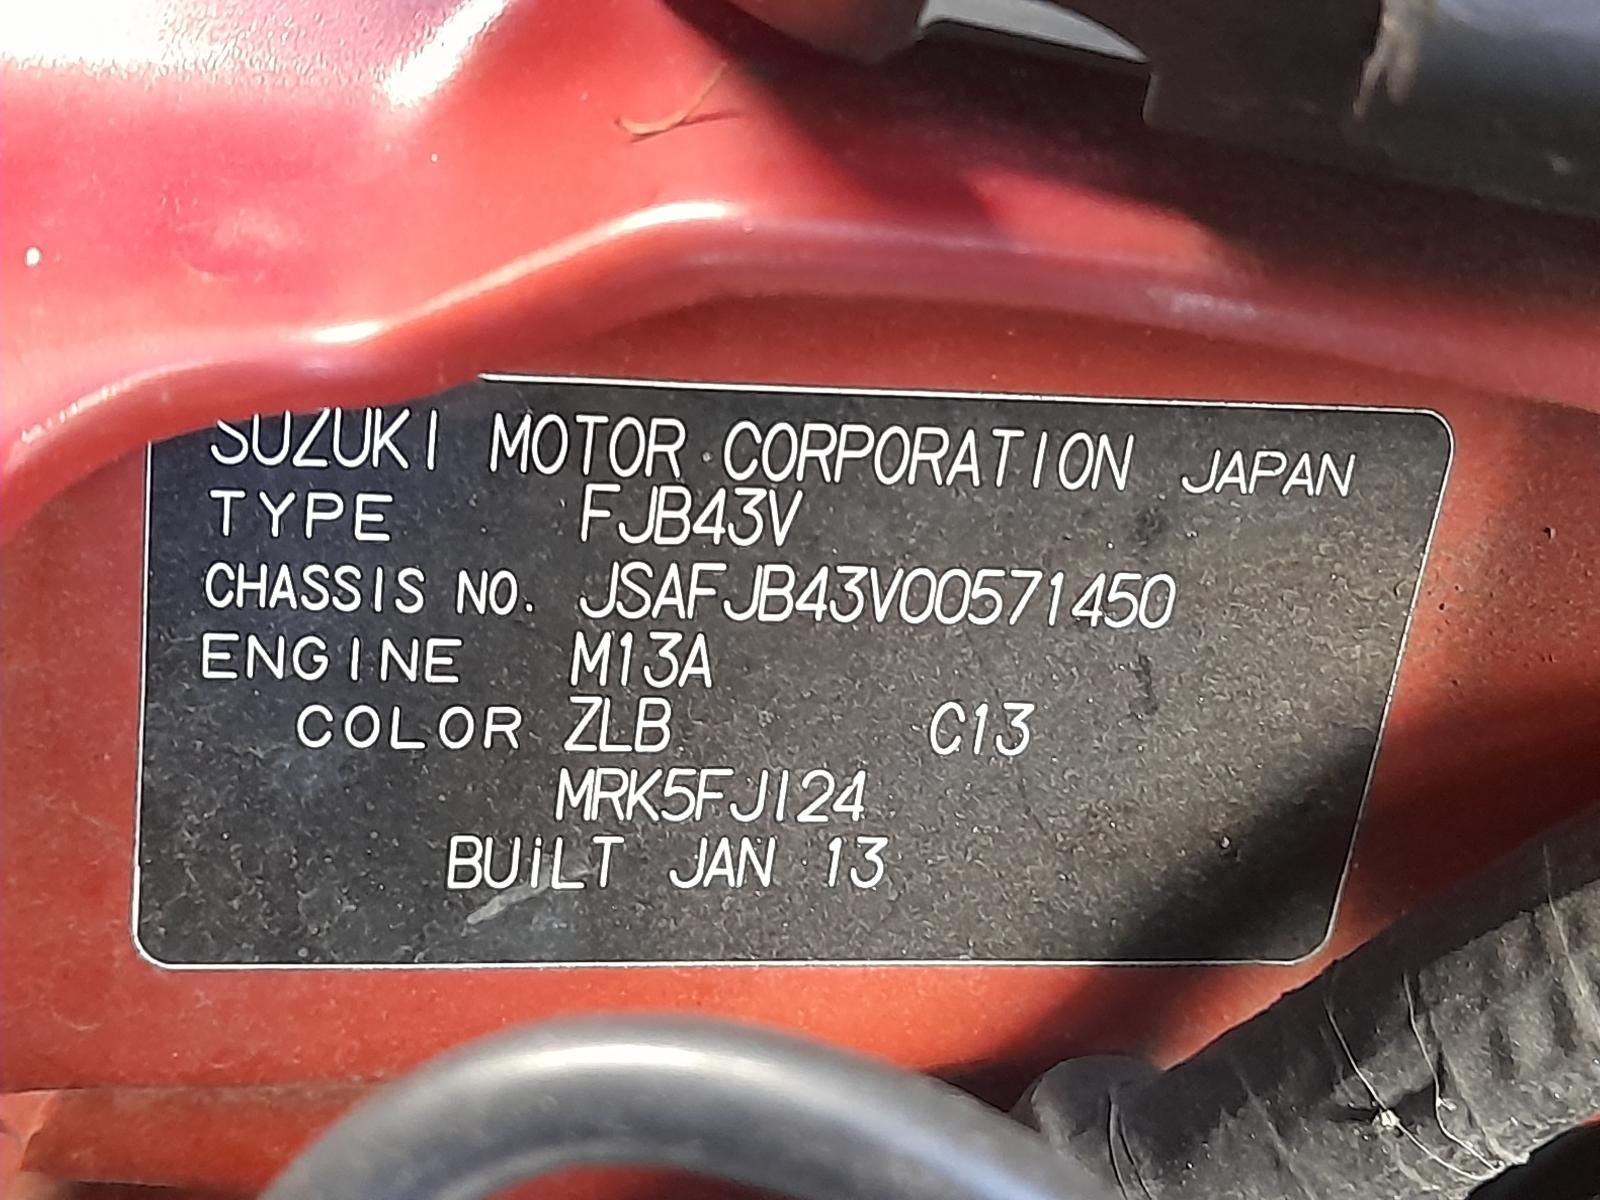 SUZUKI MOTOR CORPORATION JAPAN
TYPE FJB43V
CHASSIS NO. JSAFJB43V00571450
ENGINE M13A
COLOR ZLB C13
MRK5FJ124
BUiLT JAN 13